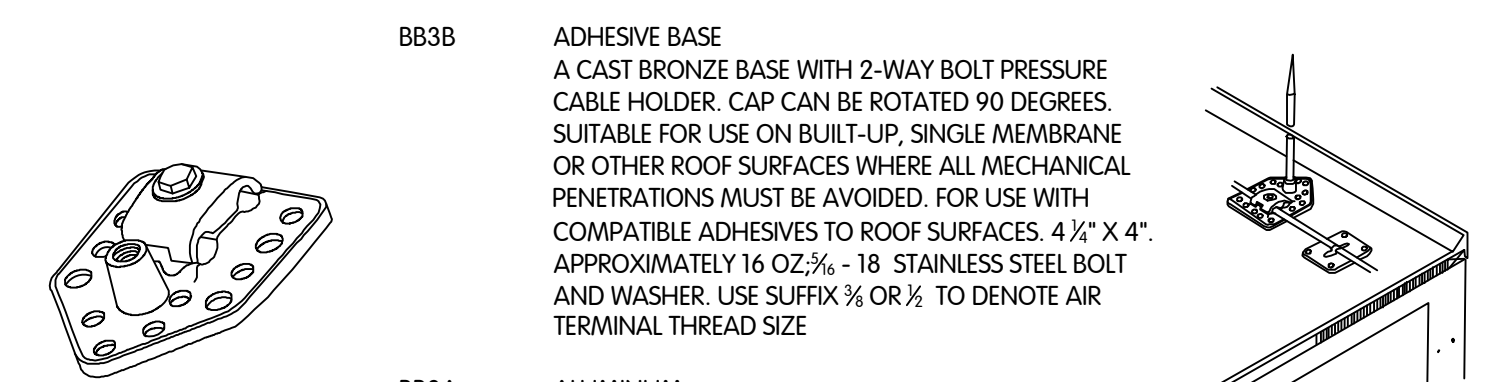 BB3B ADHESIVE BASE
A CAST BRONZE BASE WITH 2-WAY BOLT PRESSURE
CABLE HOLDER. CAP CAN BE ROTATED 90 DEGREES.
SUITABLE FOR USE ON BUILT-UP, SINGLE MEMBRANE
OR OTHER ROOF SURFACES WHERE ALL MECHANICAL
PENETRATIONS MUST BE AVOIDED. FOR USE WITH
COMPATIBLE ADHESIVES TO ROOF SURFACES. 4 ¼" X 4".
APPROXIMATELY 16 OZ;5⁄16 - 18 STAINLESS STEEL BOLT
AND WASHER. USE SUFFIX ⅜ OR ½ TO DENOTE AIR
TERMINAL THREAD SIZE